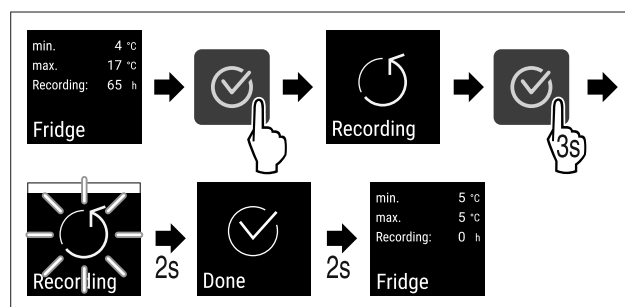 min. 4 °C
max. 17 °C
Recording: 65 h
Fridge
Recording
3s
Recording
2s
Done
2s
min. 5 °C
max. 5 °C
Recording: 0 h
Fridge